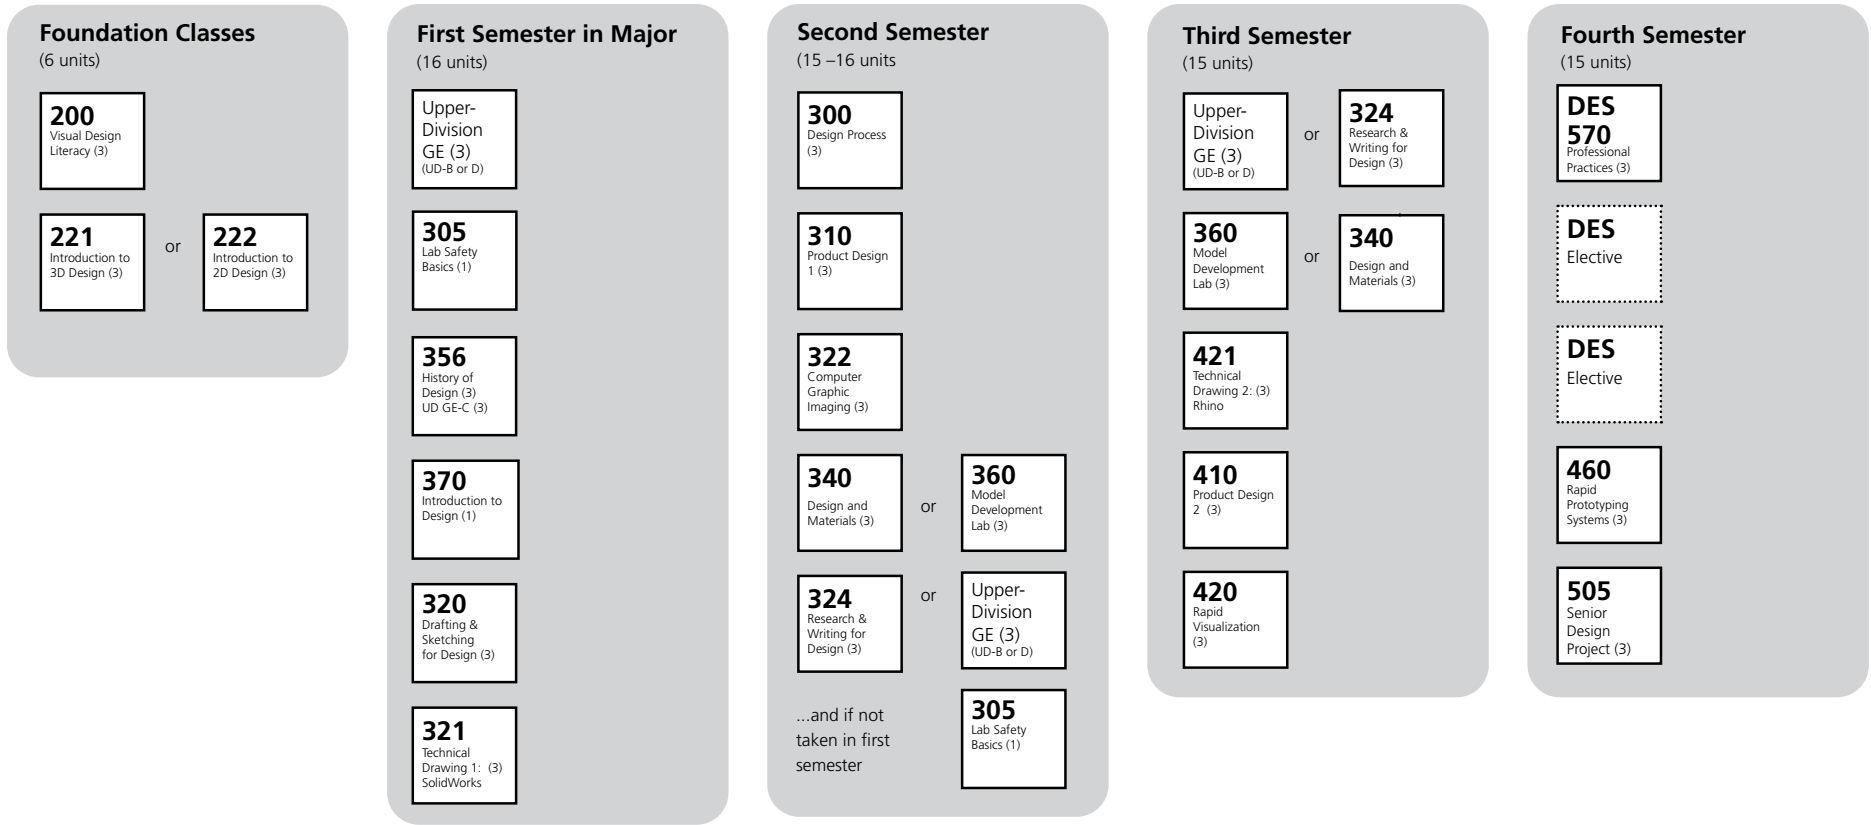 Foundation Classes
(6 units)
200
Visual Design
Literacy (3)
221
Introduction to
3D Design (3)
or
222
Introduction to
2D Design (3)
First Semester in Major
(16 units)
Upper-
Division
GE (3)
(UD-B or D)
305
Lab Safety
Basics (1)
356
History of
Design (3)
UD GE-C (3)
370
Introduction to
Design (1)
320
Drafting &
Sketching
for Design (3)
321
Technical
Drawing 1:  (3)
SolidWorks
Second Semester
(15 –16 units
300
Design Process
(3)
310
Product Design
1 (3)
322
Computer
Graphic
Imaging (3)
340
Design and
Materials (3)
or
360
Model
Development
Lab (3)
324
Research &
Writing for
Design (3)
or
Upper-
Division
GE (3)
(UD-B or D)
...and if not
taken in first
semester
305
Lab Safety
Basics (1)
Third Semester
(15 units)
Upper-
Division
GE (3)
(UD-B or D)
or
324
Research &
Writing for
Design (3)
360
Model
Development
Lab (3)
or
340
Design and
Materials (3)
421
Technical
Drawing 2: (3)
Rhino
410
Product Design
2  (3)
420
Rapid
Visualization
(3)
Fourth Semester
(15 units)
DES
570
Professional
Practices (3)
DES
Elective
DES
Elective
460
Rapid
Prototyping
Systems (3)
505
Senior
Design
Project (3)